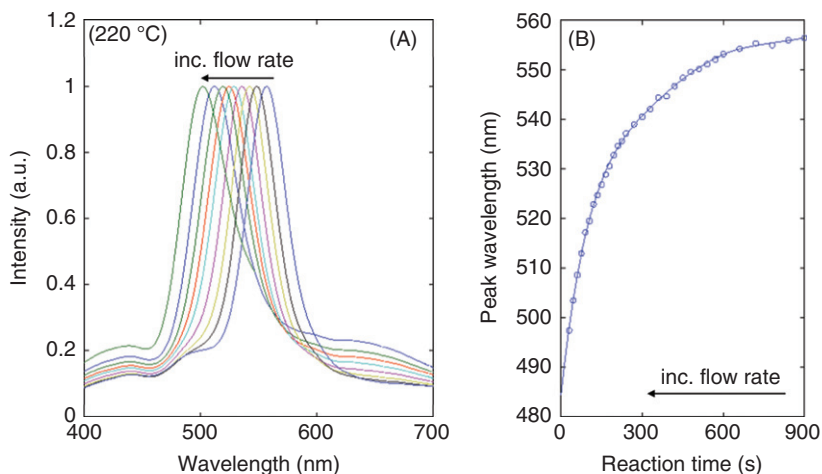 (220 °C)
(A)
inc. flow rate
Intensity (a.u.)
1.2
1
0.8
0.6
0.4
0.2
0
400
500
600
700
Wavelength (nm)
(B)
Peak wavelength (nm)
560
550
540
530
520
510
500
490
480
inc. flow rate
0
300
600
900
Reaction time (s)